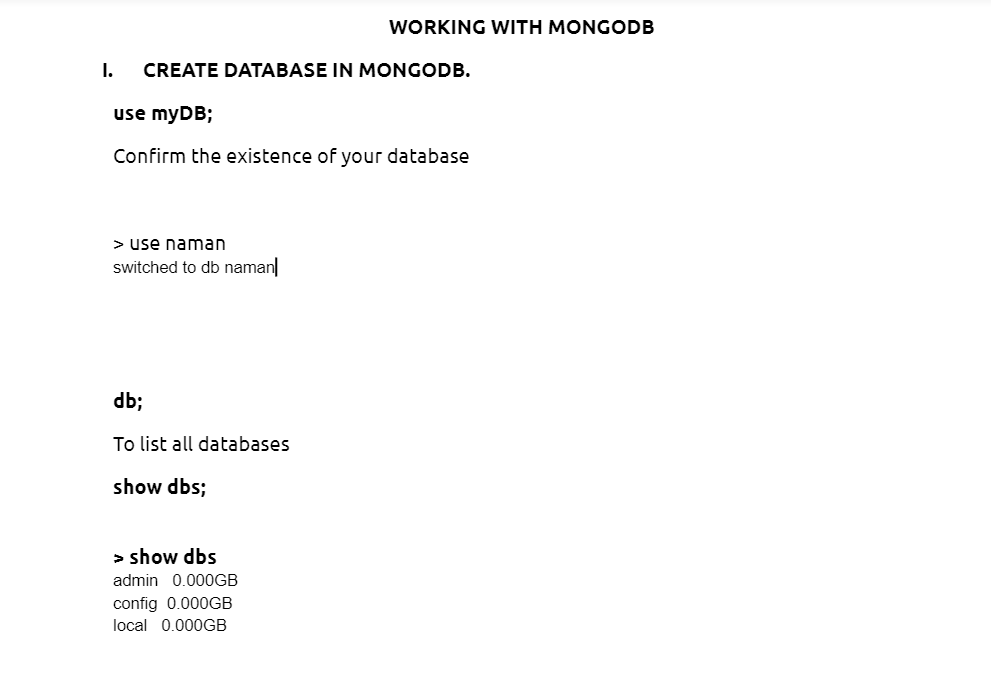 WORKING WITH MONGODB
I. CREATE DATABASE IN MONGODB.
use myDB;
Confirm the existence of your database
> use naman
switched to db naman
db;
To list all databases
show dbs;
> show dbs
admin 0.000GB
config 0.000GB
local 0.000GB